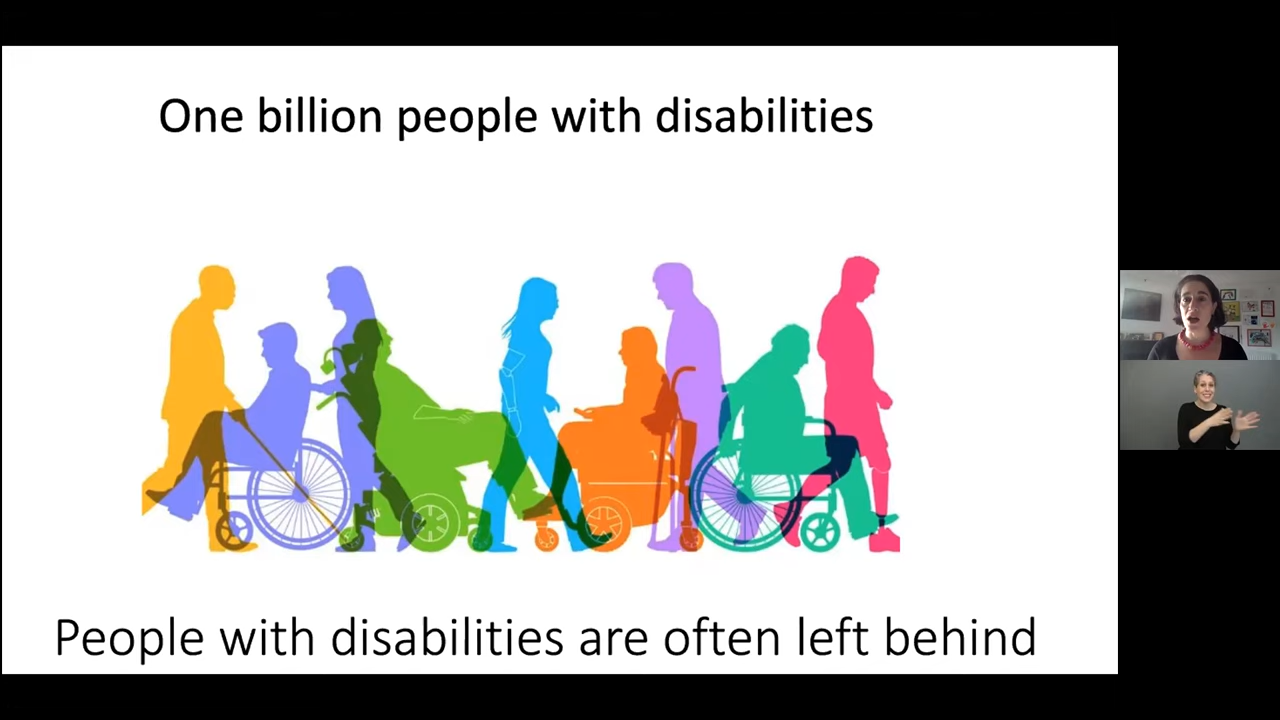 One billion people with disabilities
People with disabilities are often left behind